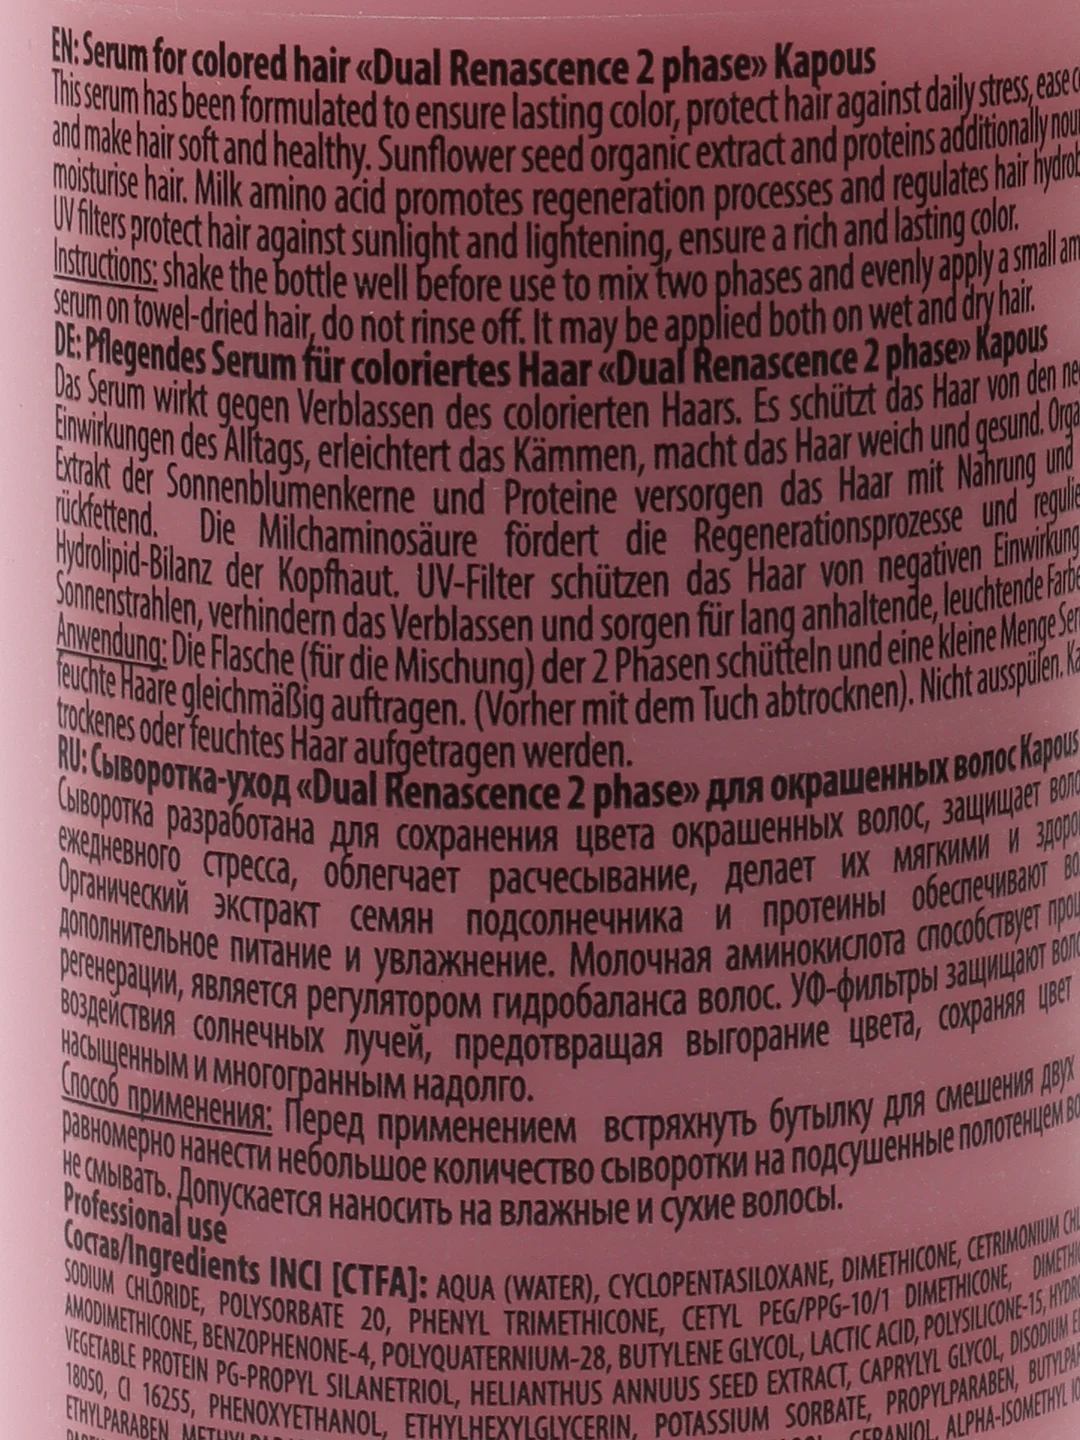 EN: Serum for colored hair «Dual Renascence 2 phase» Kapous
This serum has been formulated to ensure lasting color, protect hair against daily stress, ease
and make hair soft and healthy. Sunflower seed organic extract and proteins additionally
moisturise hair. Milk amino acid promotes regeneration processes and regulates hair
UV filters protect hair against sunlight and lightening, ensure a rich and lasting color.
Instructions: shake the bottle well before use to mix two phases and evenly apply a small
serum on towel-dried hair, do not rinse off. It may be applied both on wet and dry hair.
DE: Pflegendes Serum für coloriertes Haar «Dual Renascence 2 phase» Kapous
Das Serum wirkt gegen Verblassen des colorierten Haars. Es schützt das Haar von den
Einwirkungen des Alltags, erleichtert das Kämmen, macht das Haar weich und gesund.
Extrakt der Sonnenblumenkerne und Proteine versorgen das Haar mit Nahrung und
rückfettend. Die Milchaminosäure fördert die Regenerationsprozesse und
Hydrolipid-Bilanz der Kopfhaut. UV-Filter schützen das Haar von negativen
Sonnenstrahlen, verhindern das Verblassen und sorgen für lang anhaltende, leuchtende
Anwendung: Die Flasche (für die Mischung) der 2 Phasen schütteln und eine kleine Menge
feuchte Haare gleichmäßig auftragen. (Vorher mit dem Tuch abtrocknen). Nicht ausspülen.
trockenes oder feuchtes Haar aufgetragen werden.
RU: Сыворотка-уход «Dual Renascence 2 phase» для окрашенных волос Kapous
Сыворотка разработана для сохранения цвета окрашенных волос, защищает
ежедневного стресса, облегчает расчесывание, делает их мягкими и
Органический экстракт семян подсолнечника и протеины обеспечивают
дополнительное питание и увлажнение. Молочная аминокислота способствует
регенерации, является регулятором гидробаланса волос. УФ-фильтры защищают
воздействия солнечных лучей, предотвращая выгорание цвета, сохраняя цвет
насыщенным и многогранным надолго.
Способ применения: Перед применением встряхнуть бутылку для смешения двух
равномерно нанести небольшое количество сыворотки на подсушенные полотенцем
не смывать. Допускается наносить на влажные и сухие волосы.
Professional use
Состав/Ingredients INCI [CTFA]: AQUA (WATER), CYCLOPENTASILOXANE, DIMETHICONE, CETRIMONIUM
SODIUM CHLORIDE, POLYSORBATE 20, PHENYL TRIMETHICONE, CETYL PEG/PPG-10/1 DIMETHICONE,
AMODIMETHICONE, BENZOPHENONE-4, POLYQUATERNIUM-28, BUTYLENE GLYCOL, LACTIC ACID, POLYSILICONE-15,
VEGETABLE PROTEIN PG-PROPYL SILANETRIOL, HELIANTHUS ANNUUS SEED EXTRACT, CAPRYLYL GLYCOL, DISODIUM
18050, CI 16255, PHENOXYETHANOL, ETHYLHEXYLGLYCERIN, POTASSIUM SORBATE, PROPYLPARABEN,
ETHYLPARABEN, GERANIOL, ALPHA-ISOMETHYL